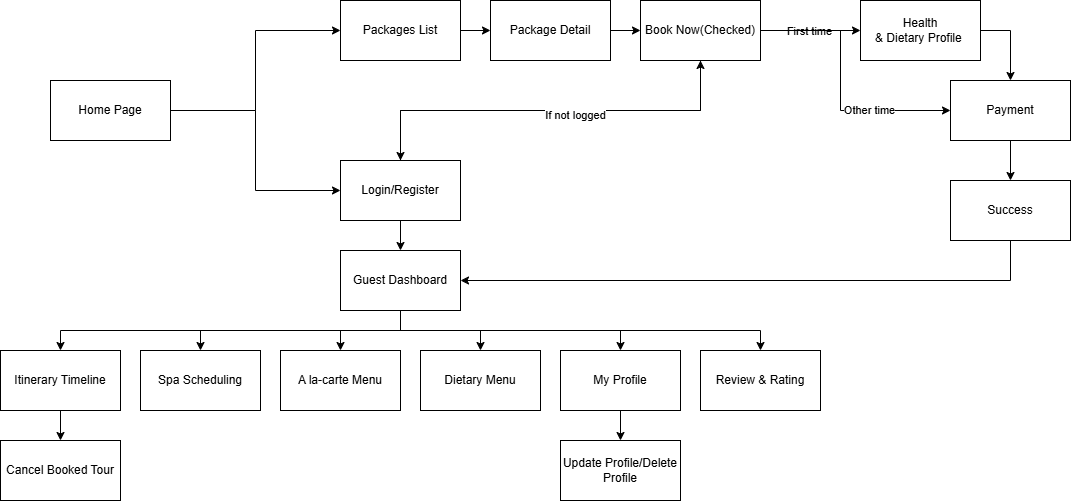 Packages List
Package Detail
Book Now(Checked)
First time
Health
& Dietary Profile
Home Page
If not logged
Other time
Payment
Login/Register
Success
Guest Dashboard
Itinerary Timeline
Spa Scheduling
A la-carte Menu
Dietary Menu
My Profile
Review & Rating
Cancel Booked Tour
Update Profile/Delete
Profile